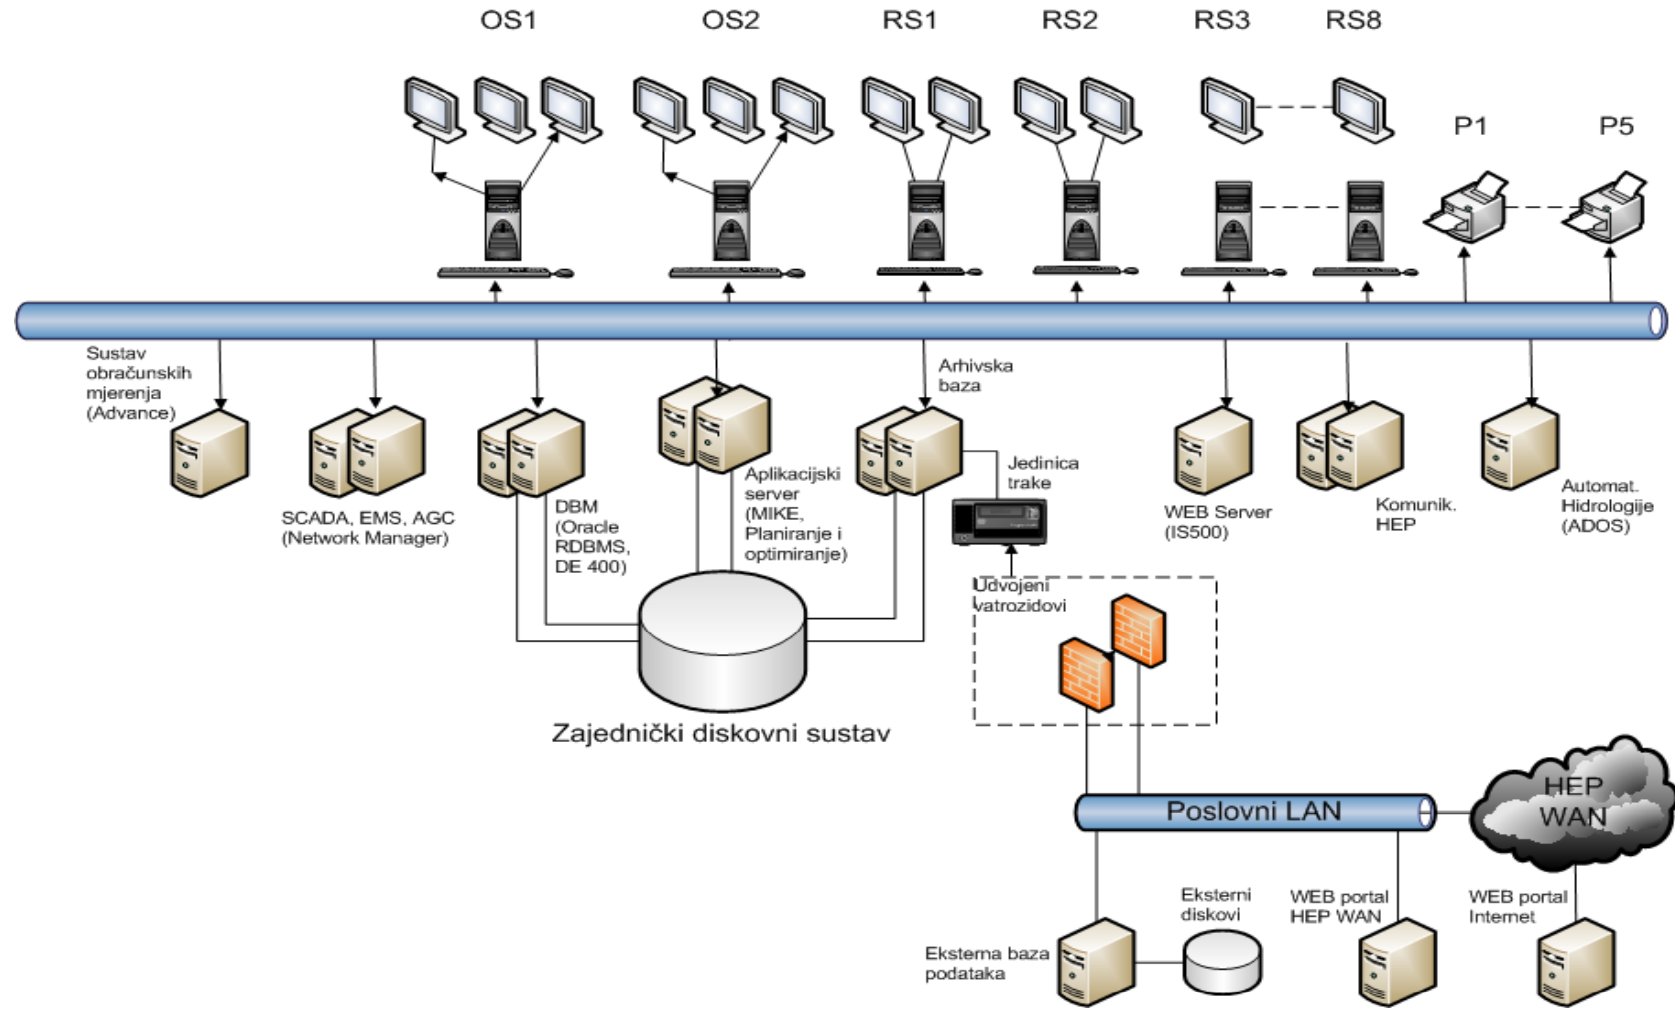 OS1
OS2
RS1
RS2
RS3
RS8
P1
P5
Sustav
obračunskih
mjerenja
(Advance)
Arhivska
baza
SCADA, EMS, AGC
(Network Manager)
DBM
(Oracle
RDBMS,
DE 400)
Aplikacijski
server
(MIKE,
Planiranje i
optimiranje)
Jedinica
trake
WEB Server
(IS500)
Komunik.
HEP
Automat.
Hidrologije
(ADOS)
Udvojeni
vatrozidovi
Zajednički diskovni sustav
Poslovni LAN
HEP
WAN
Eksterna baza
podataka
Eksterni
diskovi
WEB portal
HEP WAN
WEB portal
Internet